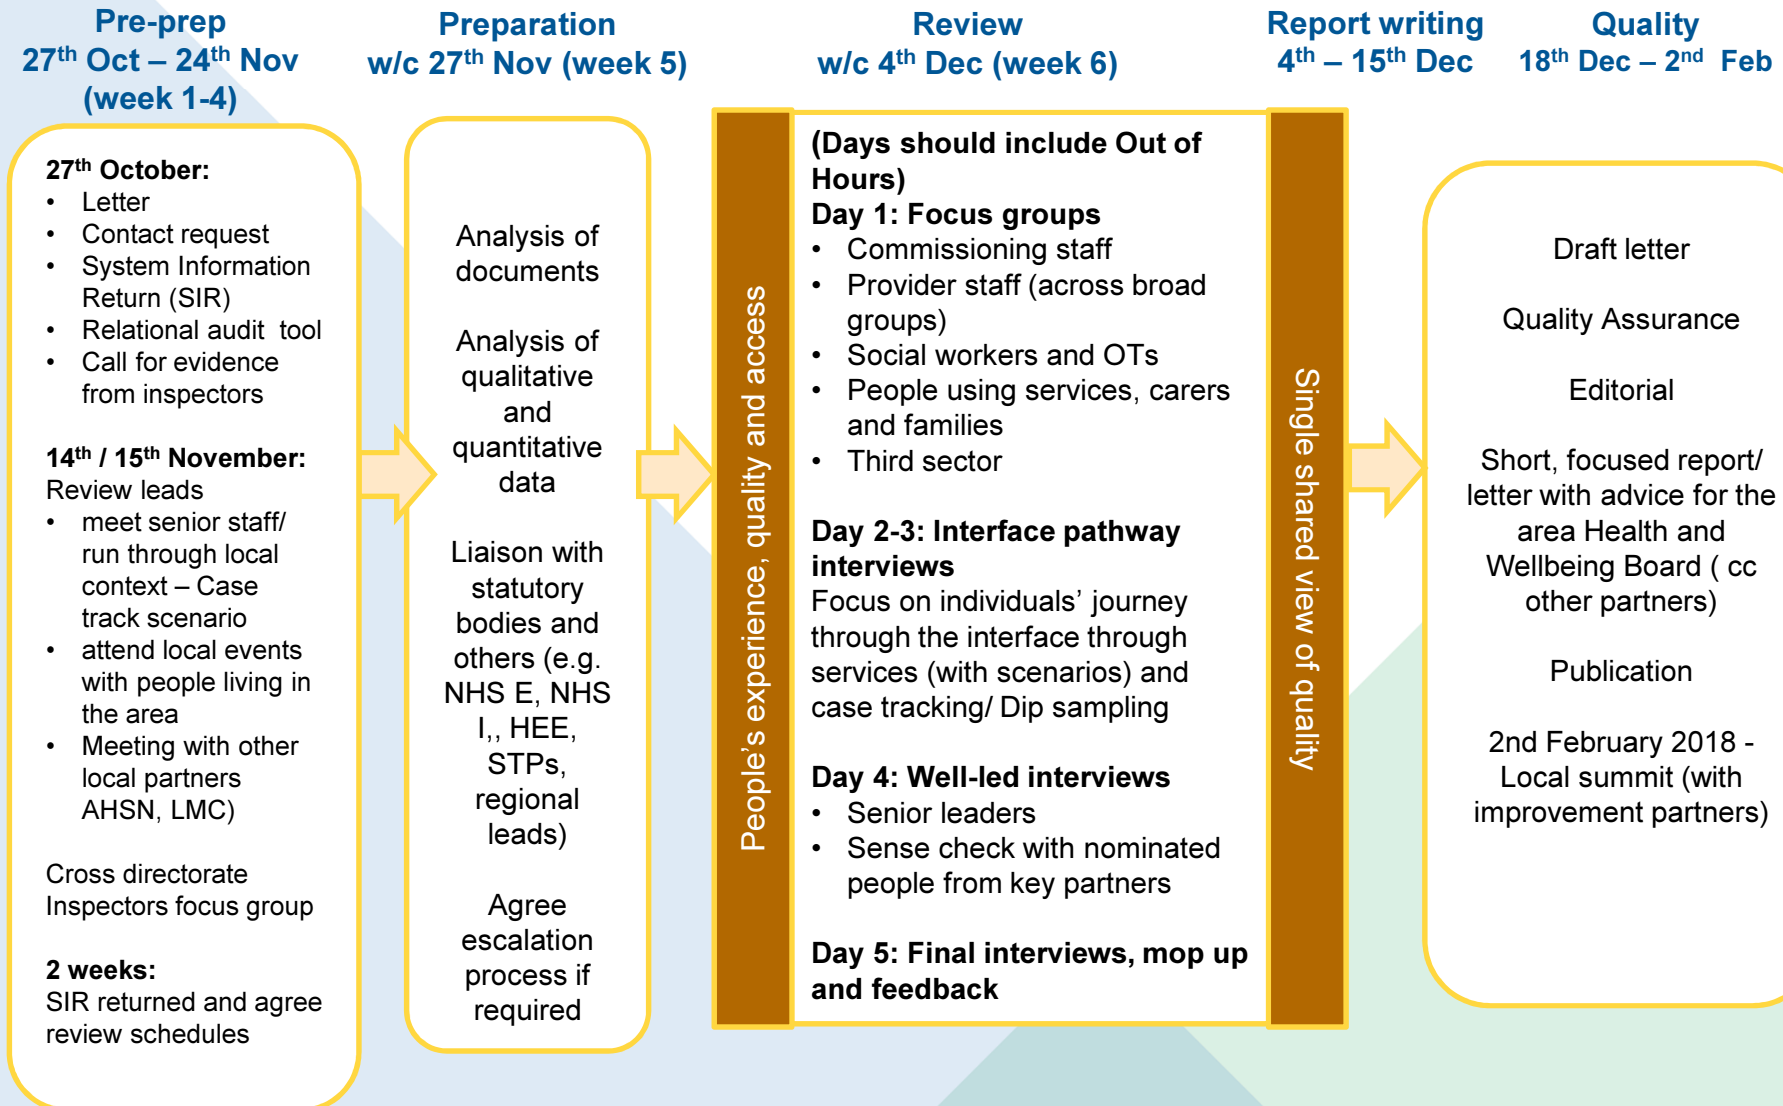 Pre-prep
27th Oct – 24th Nov
(week 1-4)
27th October:
• Letter
• Contact request
• System Information
Return (SIR)
• Relational audit tool
• Call for evidence
from inspectors
14th / 15th November:
Review leads
• meet senior staff/
run through local
context – Case
track scenario
• attend local events
with people living in
the area
• Meeting with other
local partners
AHSN, LMC)
Cross directorate
Inspectors focus group
2 weeks:
SIR returned and agree
review schedules
Preparation
w/c 27th Nov (week 5)
Analysis of
documents
Analysis of
qualitative
and
quantitative
data
Liaison with
statutory
bodies and
others (e.g.
NHS E, NHS
I,, HEE,
STPs,
regional
leads)
Agree
escalation
process if
required
People's experience, quality and access
Review
w/c 4th Dec (week 6)
(Days should include Out of
Hours)
Day 1: Focus groups
• Commissioning staff
• Provider staff (across broad
groups)
• Social workers and OTs
• People using services, carers
and families
• Third sector
Day 2-3: Interface pathway
interviews
Focus on individuals' journey
through the interface through
services (with scenarios) and
case tracking/ Dip sampling
Day 4: Well-led interviews
• Senior leaders
• Sense check with nominated
people from key partners
Day 5: Final interviews, mop up
and feedback
Report writing
4th – 15th Dec
Single shared view of quality
Quality
18th Dec – 2nd Feb
Draft letter
Quality Assurance
Editorial
Short, focused report/
letter with advice for the
area Health and
Wellbeing Board ( cc
other partners)
Publication
2nd February 2018 -
Local summit (with
improvement partners)